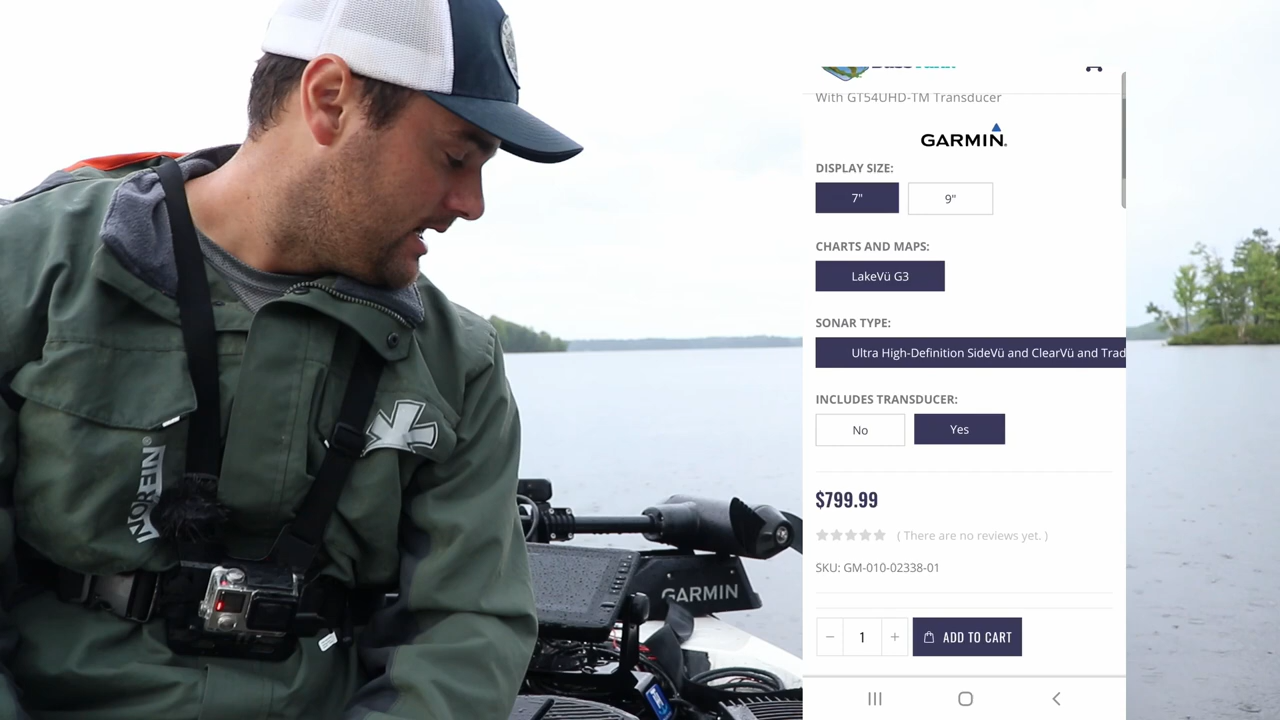 With GT54UHD-TM Transducer
GARMIN
DISPLAY SIZE:
7" 9"
CHARTS AND MAPS:
LakeVü G3
SONAR TYPE:
Ultra High-Definition SideVü and ClearVü and Trad
INCLUDES TRANSDUCER:
No Yes
$799.99
( There are no reviews yet. )
SKU: GM-010-02338-01
- 1 +
ADD TO CART
NORFIN®
GARMIN